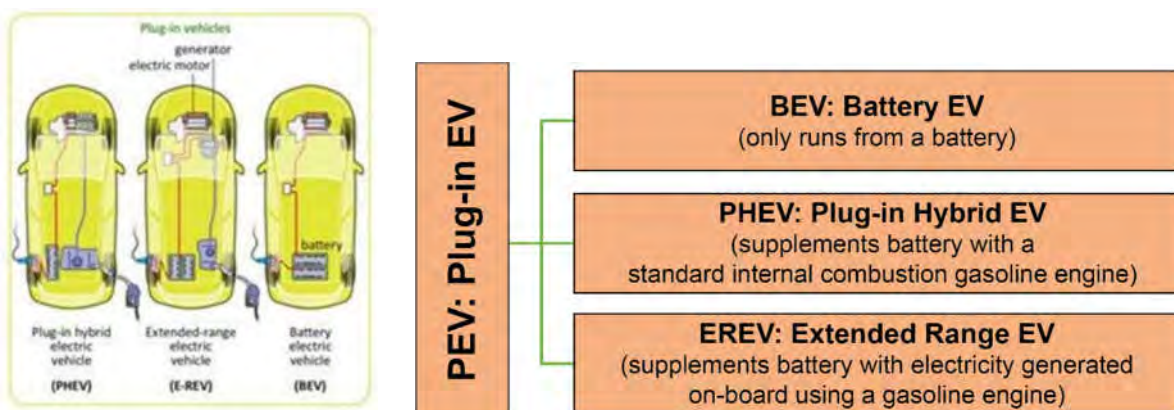 Plug-in vehicles
generator
electric motor
battery
Plug-in hybrid
electric
vehicle
(PHEV)
Extended-range
electric
vehicle
(E-REV)
Battery
electric
vehicle
(BEV)
PEV: Plug-in EV
BEV: Battery EV
(only runs from a battery)
PHEV: Plug-in Hybrid EV
(supplements battery with a
standard internal combustion gasoline engine)
EREV: Extended Range EV
(supplements battery with electricity generated
on-board using a gasoline engine)